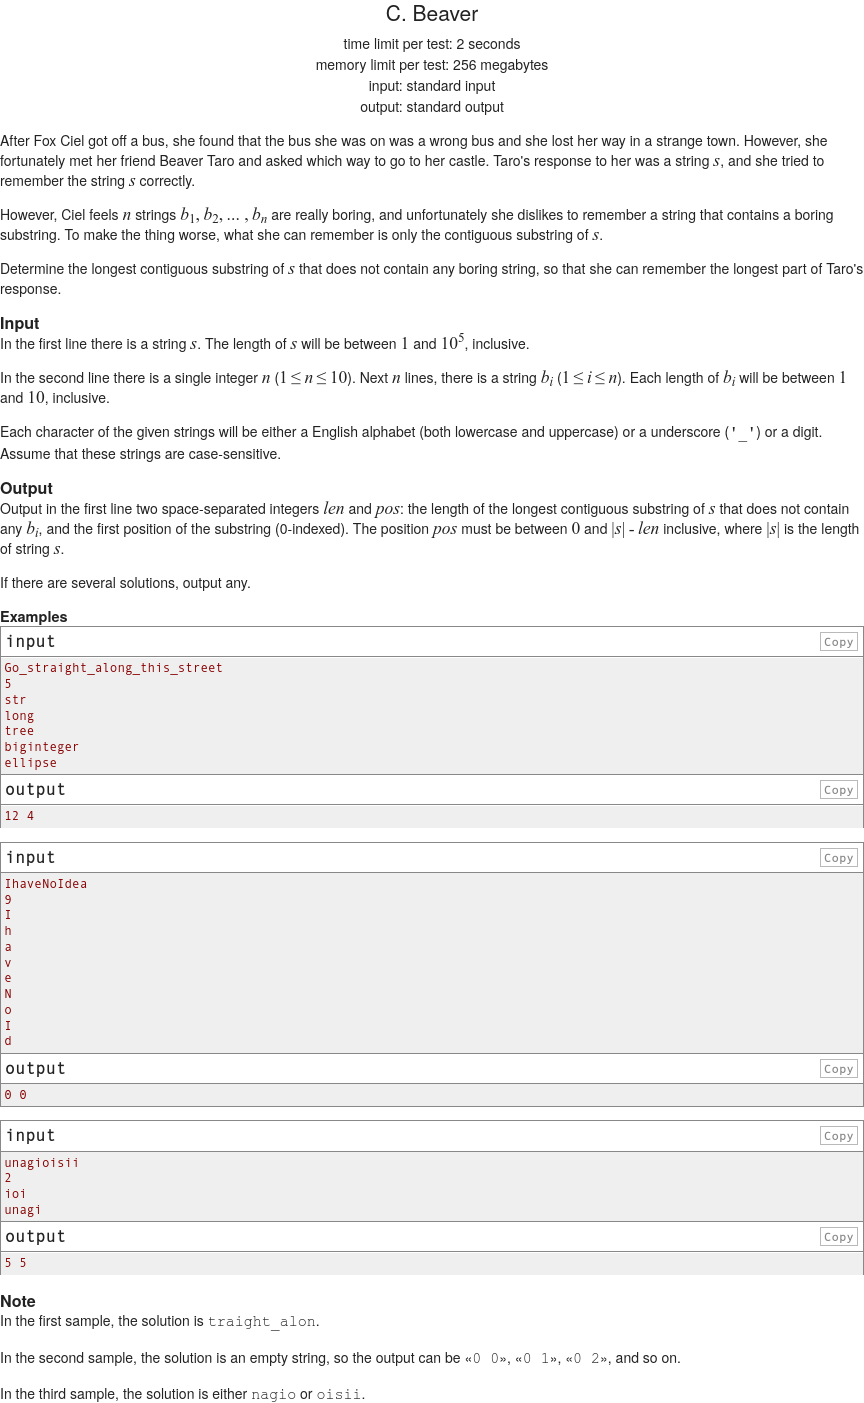 C. Beaver
time limit per test: 2 seconds
memory limit per test: 256 megabytes
input: standard input
output: standard output
After Fox Ciel got off a bus, she found that the bus she was on was a wrong bus and she lost her way in a strange town. However, she
fortunately met her friend Beaver Taro and asked which way to go to her castle. Taro's response to her was a string s, and she tried to
remember the string s correctly.
However, Ciel feels n strings b1, b2, ... , bn are really boring, and unfortunately she dislikes to remember a string that contains a boring
substring. To make the thing worse, what she can remember is only the contiguous substring of s.
Determine the longest contiguous substring of s that does not contain any boring string, so that she can remember the longest part of Taro's
response.
Input
In the first line there is a string s. The length of s will be between 1 and 10^5, inclusive.
In the second line there is a single integer n (1 ≤ n ≤ 10). Next n lines, there is a string bi (1 ≤ i ≤ n). Each length of bi will be between 1
and 10, inclusive.
Each character of the given strings will be either a English alphabet (both lowercase and uppercase) or a underscore ('_') or a digit.
Assume that these strings are case-sensitive.
Output
Output in the first line two space-separated integers len and pos: the length of the longest contiguous substring of s that does not contain
any bi, and the first position of the substring (0-indexed). The position pos must be between 0 and |s| - len inclusive, where |s| is the length
of string s.
If there are several solutions, output any.
Examples
input
Copy
Go_straight_along_this_street
5
str
long
tree
biginteger
ellipse
output
Copy
12 4
input
Copy
IhaveNoIdea
9
I
h
a
v
e
N
o
I
d
output
Copy
0 0
input
Copy
unagioisii
2
ioi
unagi
output
Copy
5 5
Note
In the first sample, the solution is traight_alon.
In the second sample, the solution is an empty string, so the output can be «0 0», «0 1», «0 2», and so on.
In the third sample, the solution is either nagio or oisii.